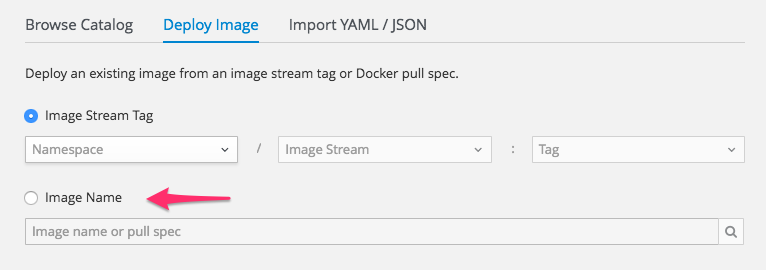 Browse Catalog Deploy Image Import YAML / JSON
Deploy an existing image from an image stream tag or Docker pull spec.
Image Stream Tag
Namespace / Image Stream : Tag
Image Name
Image name or pull spec